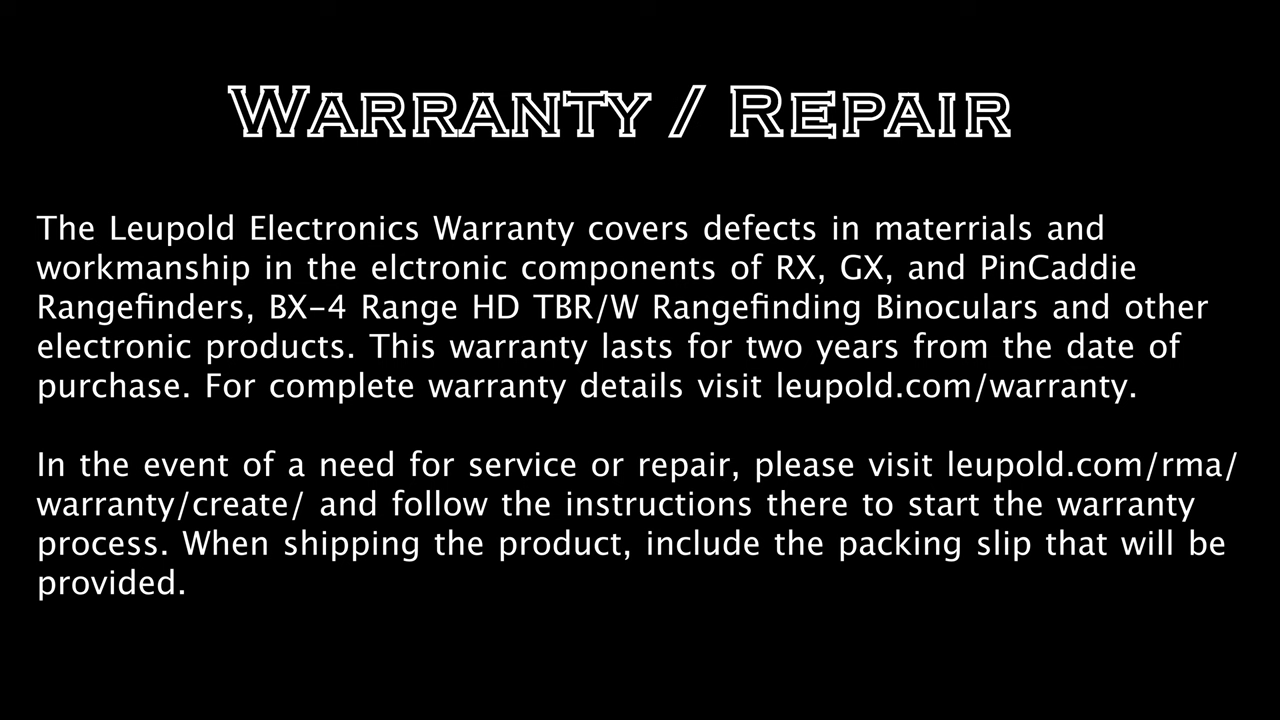 Warranty / Repair
The Leupold Electronics Warranty covers defects in materrials and
workmanship in the elctronic components of RX, GX, and PinCaddie
Rangefinders, BX-4 Range HD TBR/W Rangefinding Binoculars and other
electronic products. This warranty lasts for two years from the date of
purchase. For complete warranty details visit leupold.com/warranty.
In the event of a need for service or repair, please visit leupold.com/rma/
warranty/create/ and follow the instructions there to start the warranty
process. When shipping the product, include the packing slip that will be
provided.